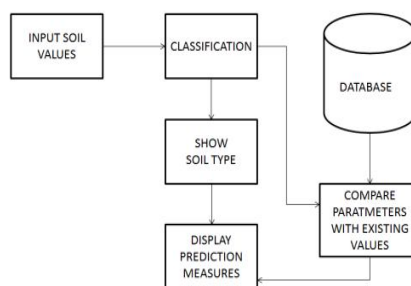 INPUT SOIL
VALUES
CLASSIFICATION
DATABASE
SHOW
SOIL TYPE
COMPARE
PARATMETERS
WITH EXISTING
VALUES
DISPLAY
PREDICTION
MEASURES